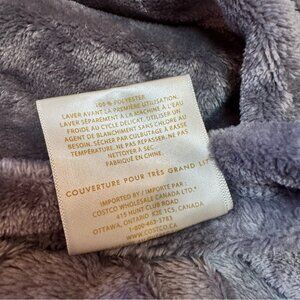 100 % POLYESTER
LAVER AVANT LA PREMIÈRE UTILISATION.
LAVER SÉPARÉMENT À LA MACHINE À L'EAU
FROIDE AU CYCLE DÉLICAT. UTILISER UN
AGENT DE BLANCHIMENT SANS CHLORE AU
BESOIN. SÉCHER PAR CULBUTAGE À BASSE
TEMPÉRATURE. NE PAS REPASSER. NE PAS
NETTOYER À SEC.
FABRIQUÉ EN CHINE.
COUVERTURE POUR TRÈS GRAND LIT
IMPORTED BY / IMPORTÉ PAR :
COSTCO WHOLESALE CANADA LTD.*
415 HUNT CLUB ROAD
OTTAWA, ONTARIO K2E 1C5, CANADA
1-800-463-3783
WWW.COSTCO.CA